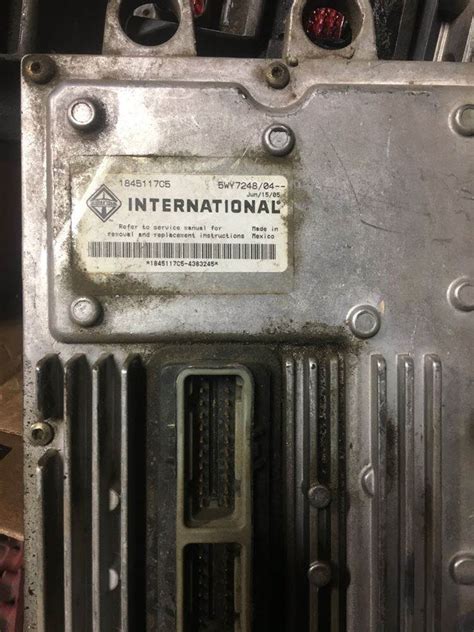 1845117C5 5WY7248/04--
Jun/15/05
INTERNATIONAL®
Refer to service manual for Made in
removal and replacement instructions Mexico
*1845117C5-4383245*